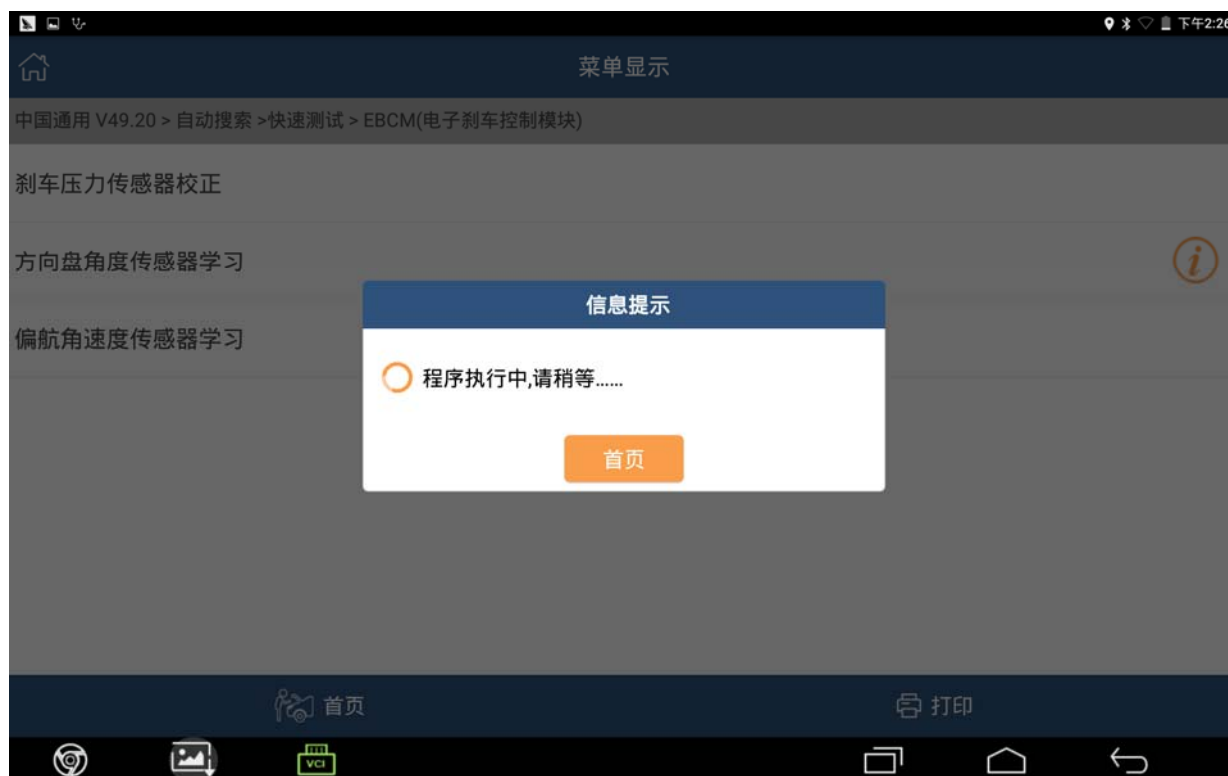 下午2:26
菜单显示
中国通用 V49.20 > 自动搜索 >快速测试 > EBCM(电子刹车控制模块)
刹车压力传感器校正
方向盘角度传感器学习
偏航角速度传感器学习
信息提示
程序执行中,请稍等......
首页
首页
打印
VCI